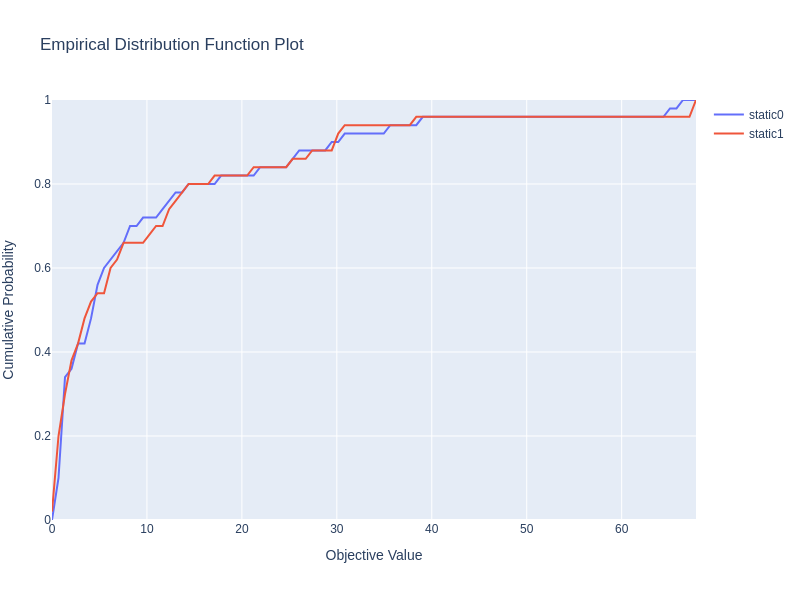 Empirical Distribution Function Plot
static0
static1
1
0.8
0.6
0.4
0.2
0
Cumulative Probability
0 10 20 30 40 50 60
Objective Value